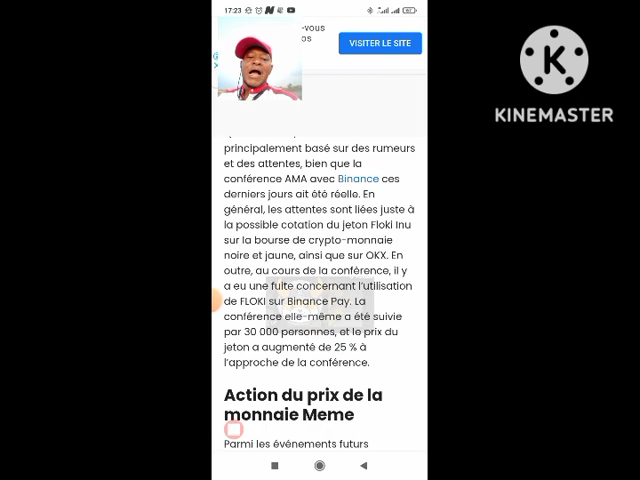 17:23
-vous
os
VISITER LE SITE
principalement basé sur des rumeurs
et des attentes, bien que la
conférence AMA avec Binance ces
derniers jours ait été réelle. En
général, les attentes sont liées juste à
la possible cotation du jeton Floki Inu
sur la bourse de crypto-monnaie
noire et jaune, ainsi que sur OKX. En
outre, au cours de la conférence, il y
a eu une fuite concernant l'utilisation
de FLOKI sur Binance Pay. La
conférence elle-même a été suivie
par 30 000 personnes, et le prix du
jeton a augmenté de 25 % à
l'approche de la conférence.
Action du prix de la
monnaie Meme
Parmi les événements futurs
K
KINEMASTER